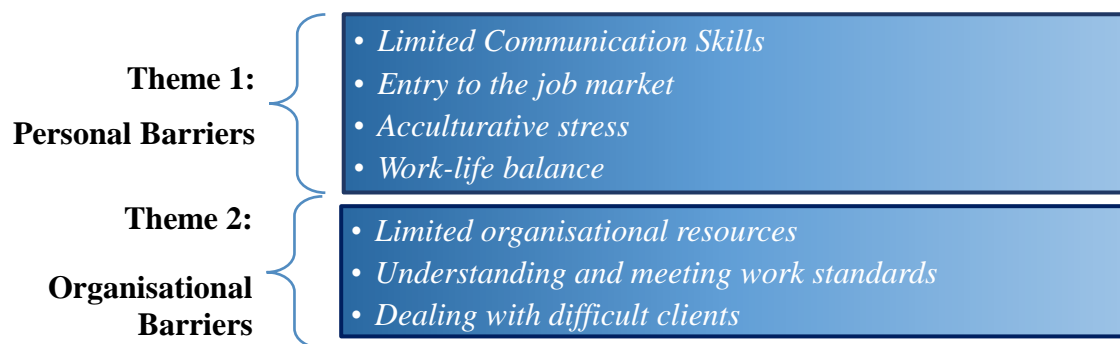 Theme 1:
Personal Barriers
• Limited Communication Skills
• Entry to the job market
• Acculturative stress
• Work-life balance
Theme 2:
Organisational
Barriers
• Limited organisational resources
• Understanding and meeting work standards
• Dealing with difficult clients